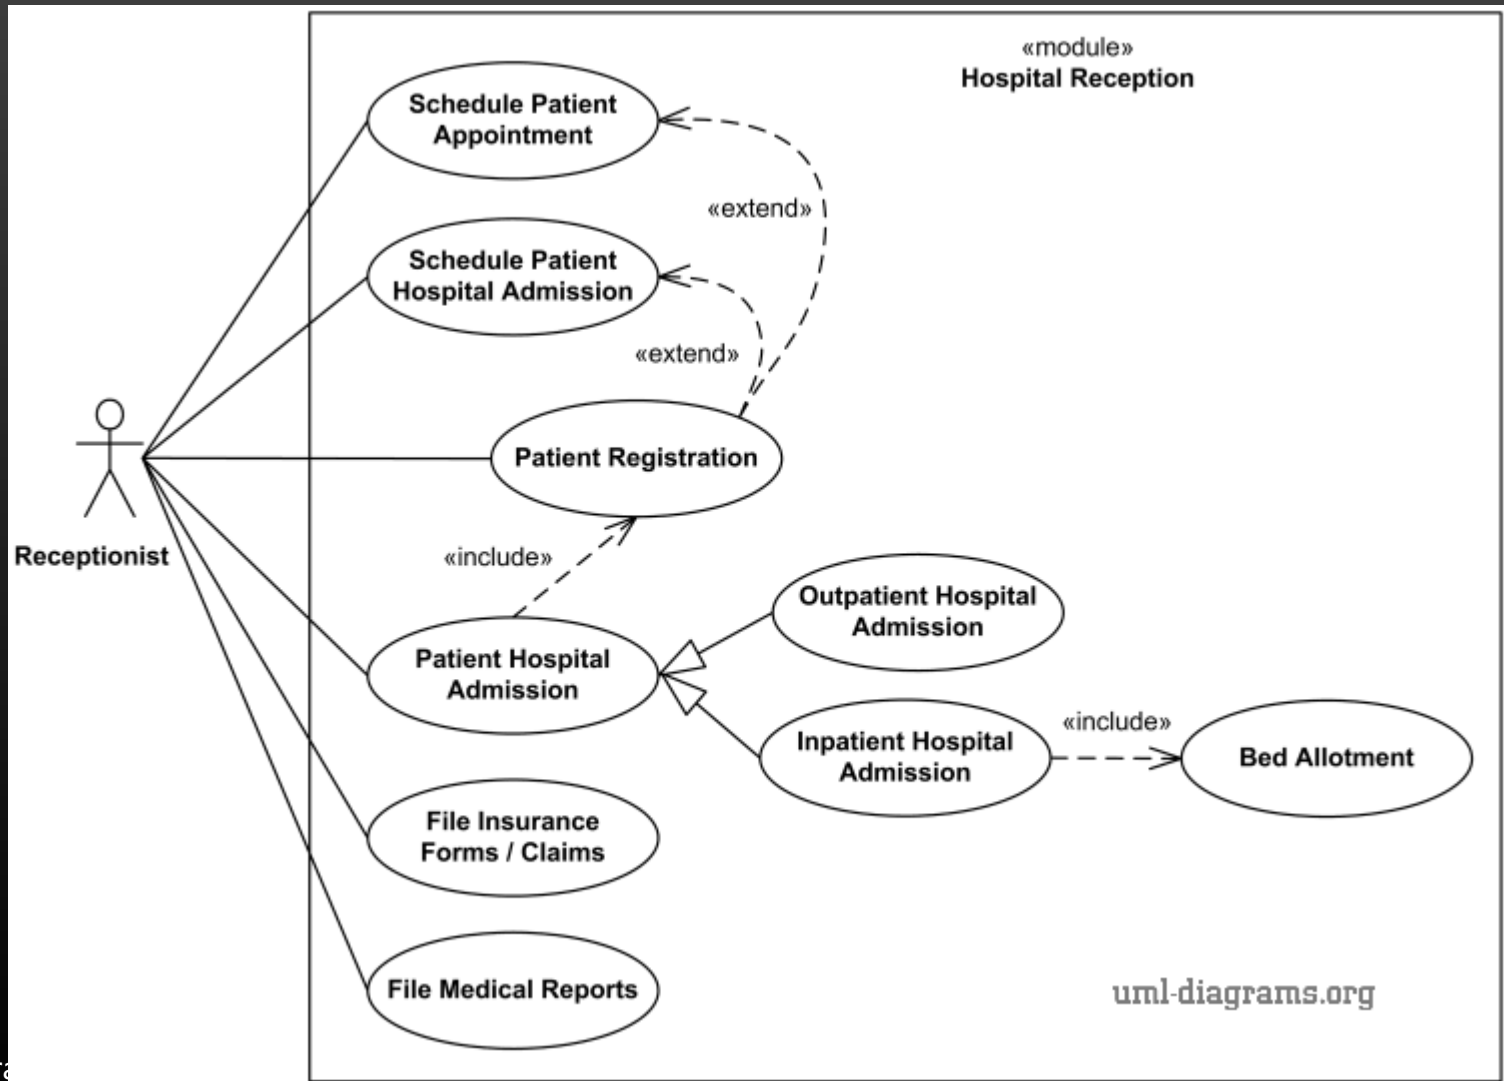 «module»
Hospital Reception
Schedule Patient
Appointment
«extend»
Schedule Patient
Hospital Admission
«extend»
Patient Registration
Receptionist
«include»
Outpatient Hospital
Admission
Patient Hospital
Admission
«include»
Inpatient Hospital
Admission
Bed Allotment
File Insurance
Forms / Claims
File Medical Reports
uml-diagrams.org